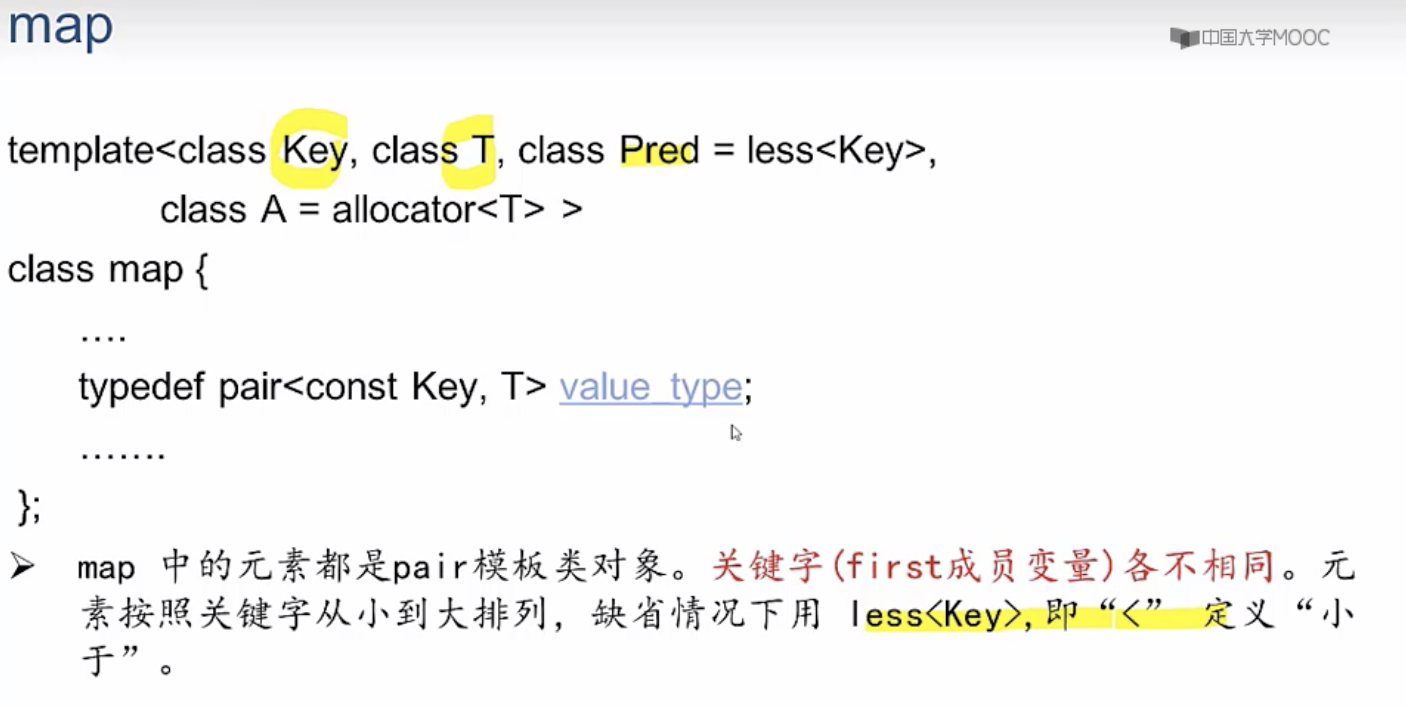 map
中国大学MOOC
template<class Key, class T, class Pred = less<Key>,
class A = allocator<T> >
class map {
....
typedef pair<const Key, T> value_type;
.......
};
➢ map 中的元素都是pair模板类对象。关键字(first成员变量)各不相同。元
素按照关键字从小到大排列，缺省情况下用 less<Key>,即“<” 定义“小
于”。